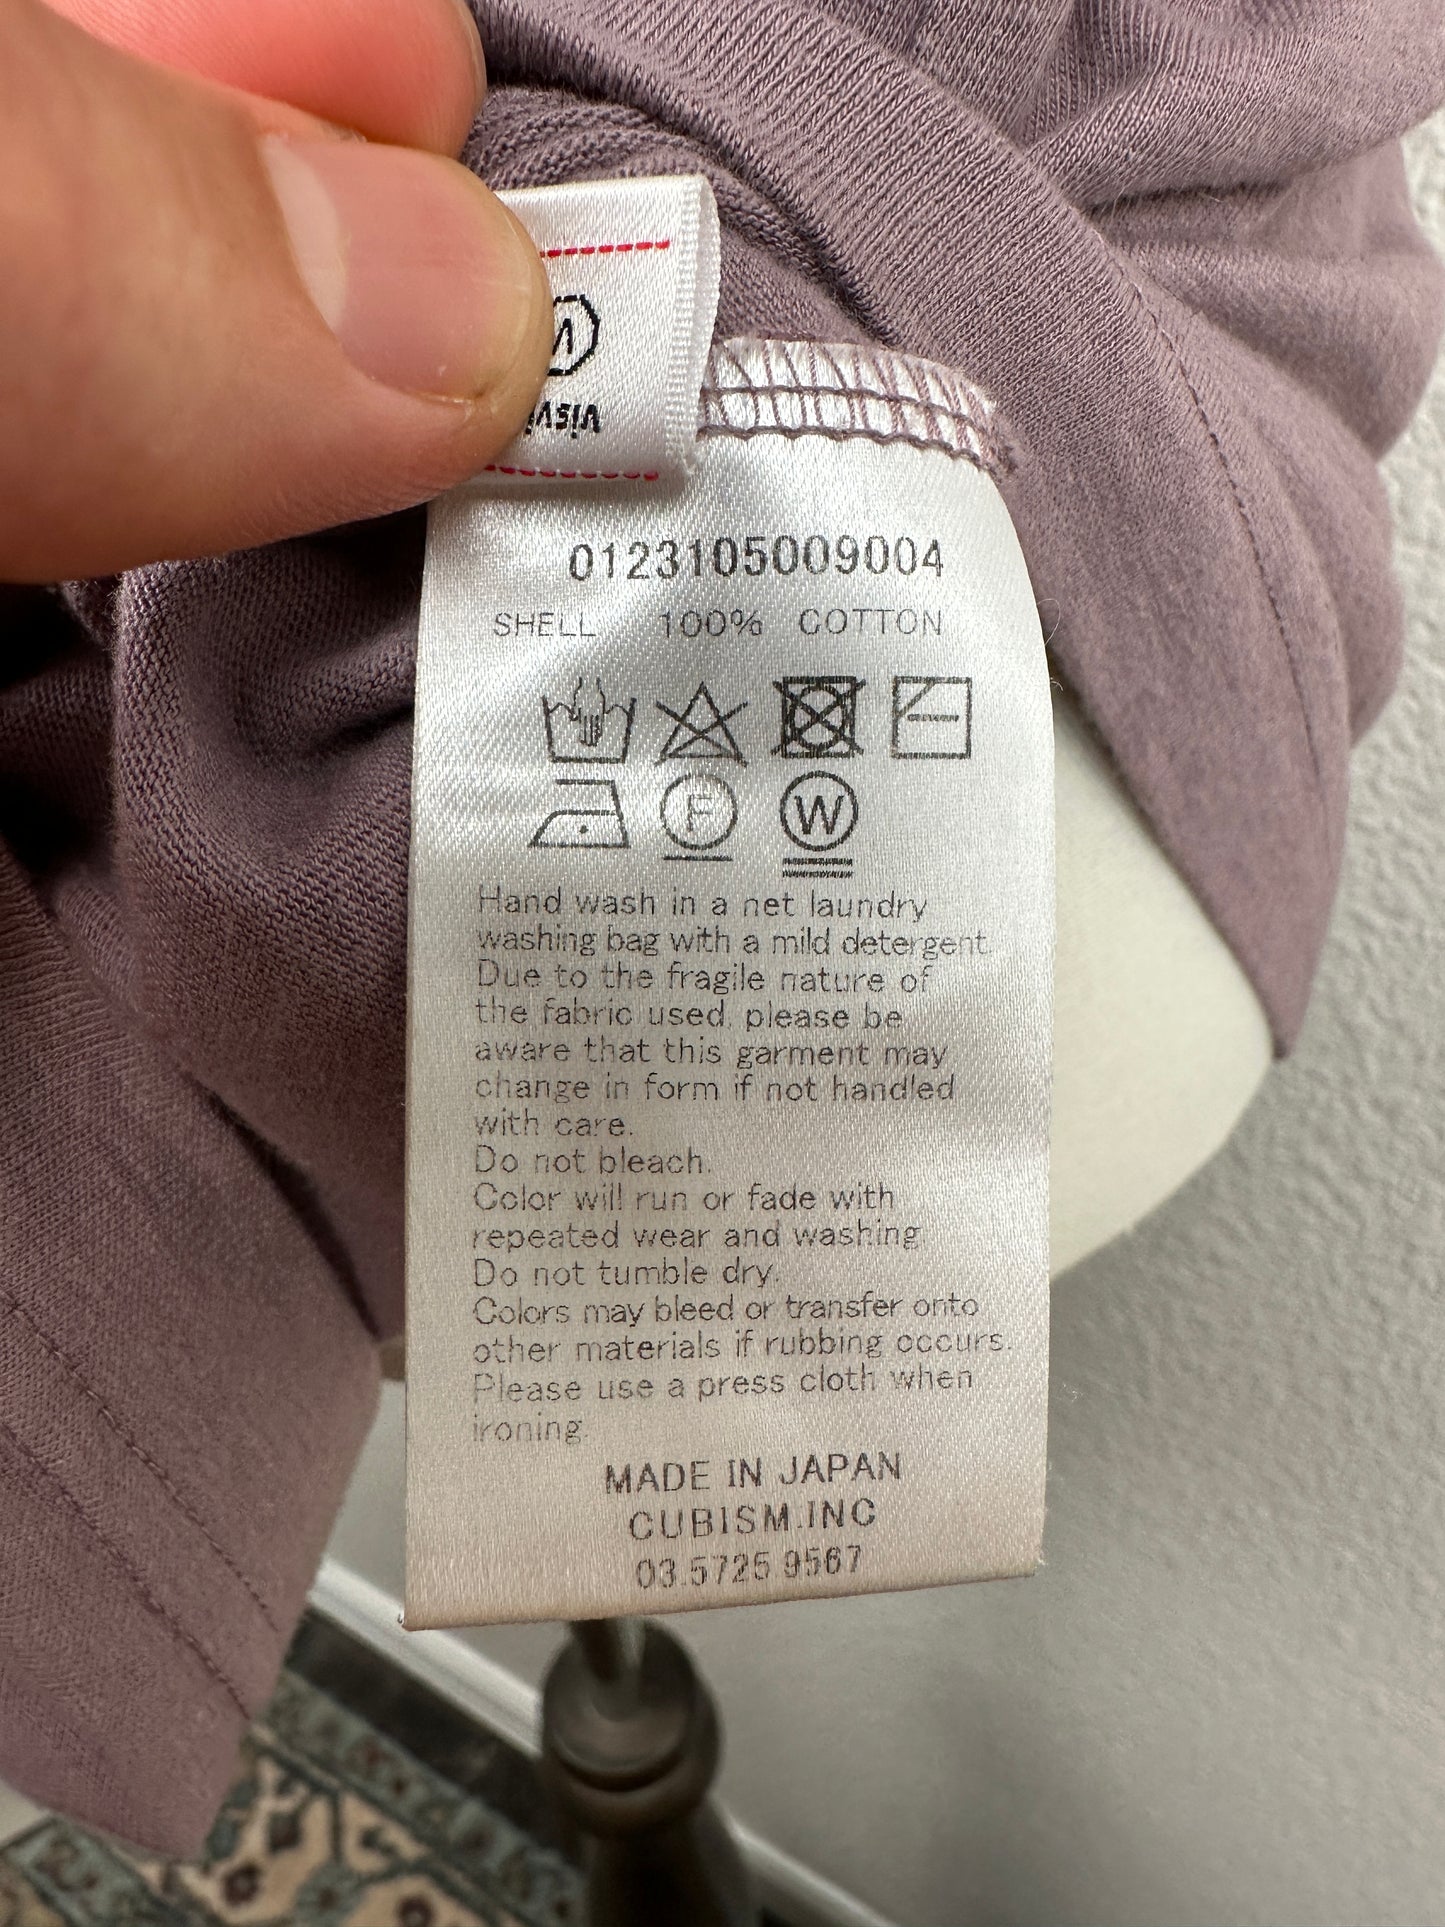 0123105009004
SHELL 100% COTTON
F W
Hand wash in a net laundry
washing bag with a mild detergent.
Due to the fragile nature of
the fabric used, please be
aware that this garment may
change in form if not handled
with care.
Do not bleach.
Color will run or fade with
repeated wear and washing.
Do not tumble dry.
Colors may bleed or transfer onto
other materials if rubbing occurs.
Please use a press cloth when
ironing.
MADE IN JAPAN
CUBISM.INC
03.5725 9567